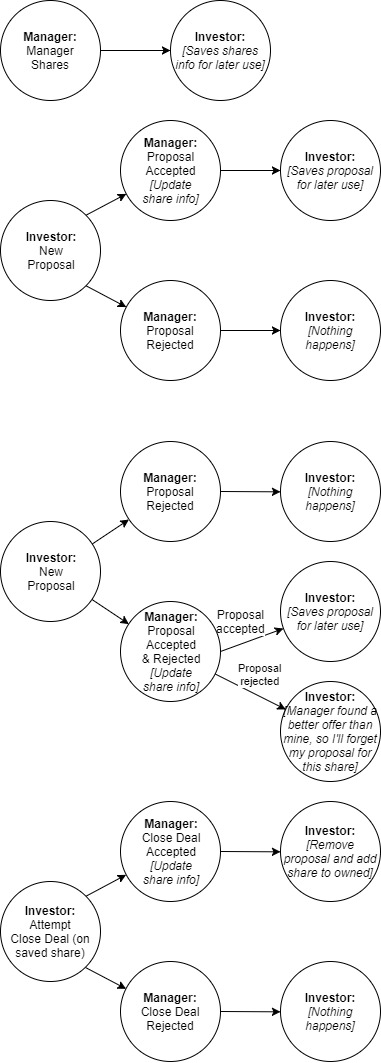 Manager:
Manager
Shares
Investor:
[Saves shares
info for later use]
Manager:
Proposal
Accepted
[Update
share info]
Investor:
[Saves proposal
for later use]
Investor:
New
Proposal
Manager:
Proposal
Rejected
Investor:
[Nothing
happens]
Manager:
Proposal
Rejected
Investor:
[Nothing
happens]
Investor:
New
Proposal
Manager:
Proposal
Accepted
& Rejected
[Update
share info]
Proposal
accepted
Investor:
[Saves proposal
for later use]
Proposal
rejected
Investor:
[Manager found a
better offer than
mine, so I'll forget
my proposal for
this share]
Manager:
Close Deal
Accepted
[Update
share info]
Investor:
[Remove
proposal and add
share to owned]
Investor:
Attempt
Close Deal (on
saved share)
Manager:
Close Deal
Rejected
Investor:
[Nothing
happens]